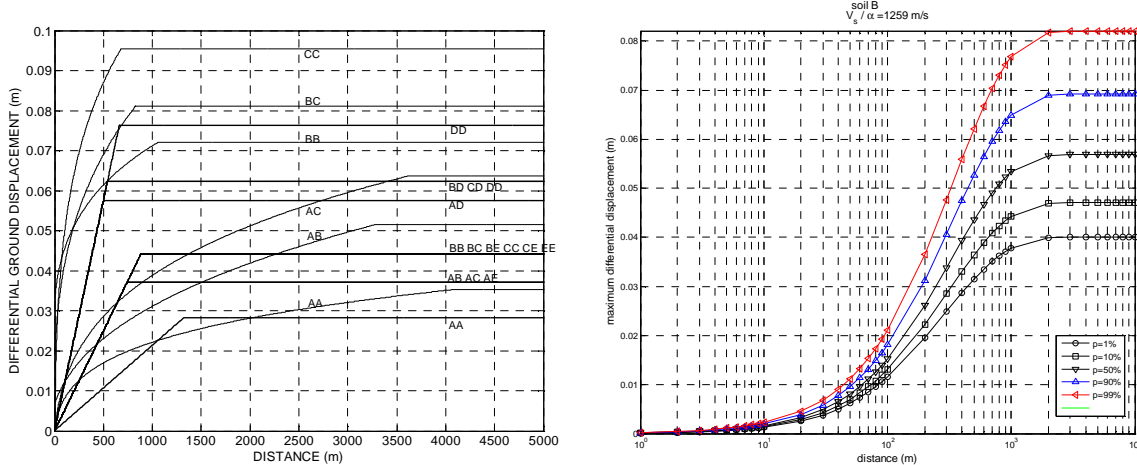 DIFFERENTIAL GROUND DISPLACEMENT (m)
0.1
0.09
0.08
0.07
0.06
0.05
0.04
0.03
0.02
0.01
0
CC
BC
DD
BB
BD CD DD
AD
AC
AB
BB BC BE CC CE EE
AB AC AE
AA
AA
0 500 1000 1500 2000 2500 3000 3500 4000 4500 5000
DISTANCE (m)
soil B
V_s / α =1259 m/s
maximum differential displacement (m)
0.08
0.07
0.06
0.05
0.04
0.03
0.02
0.01
0
p=1%
p=10%
p=50%
p=90%
p=99%
10^0 10^1 10^2 10^3 10
distance (m)